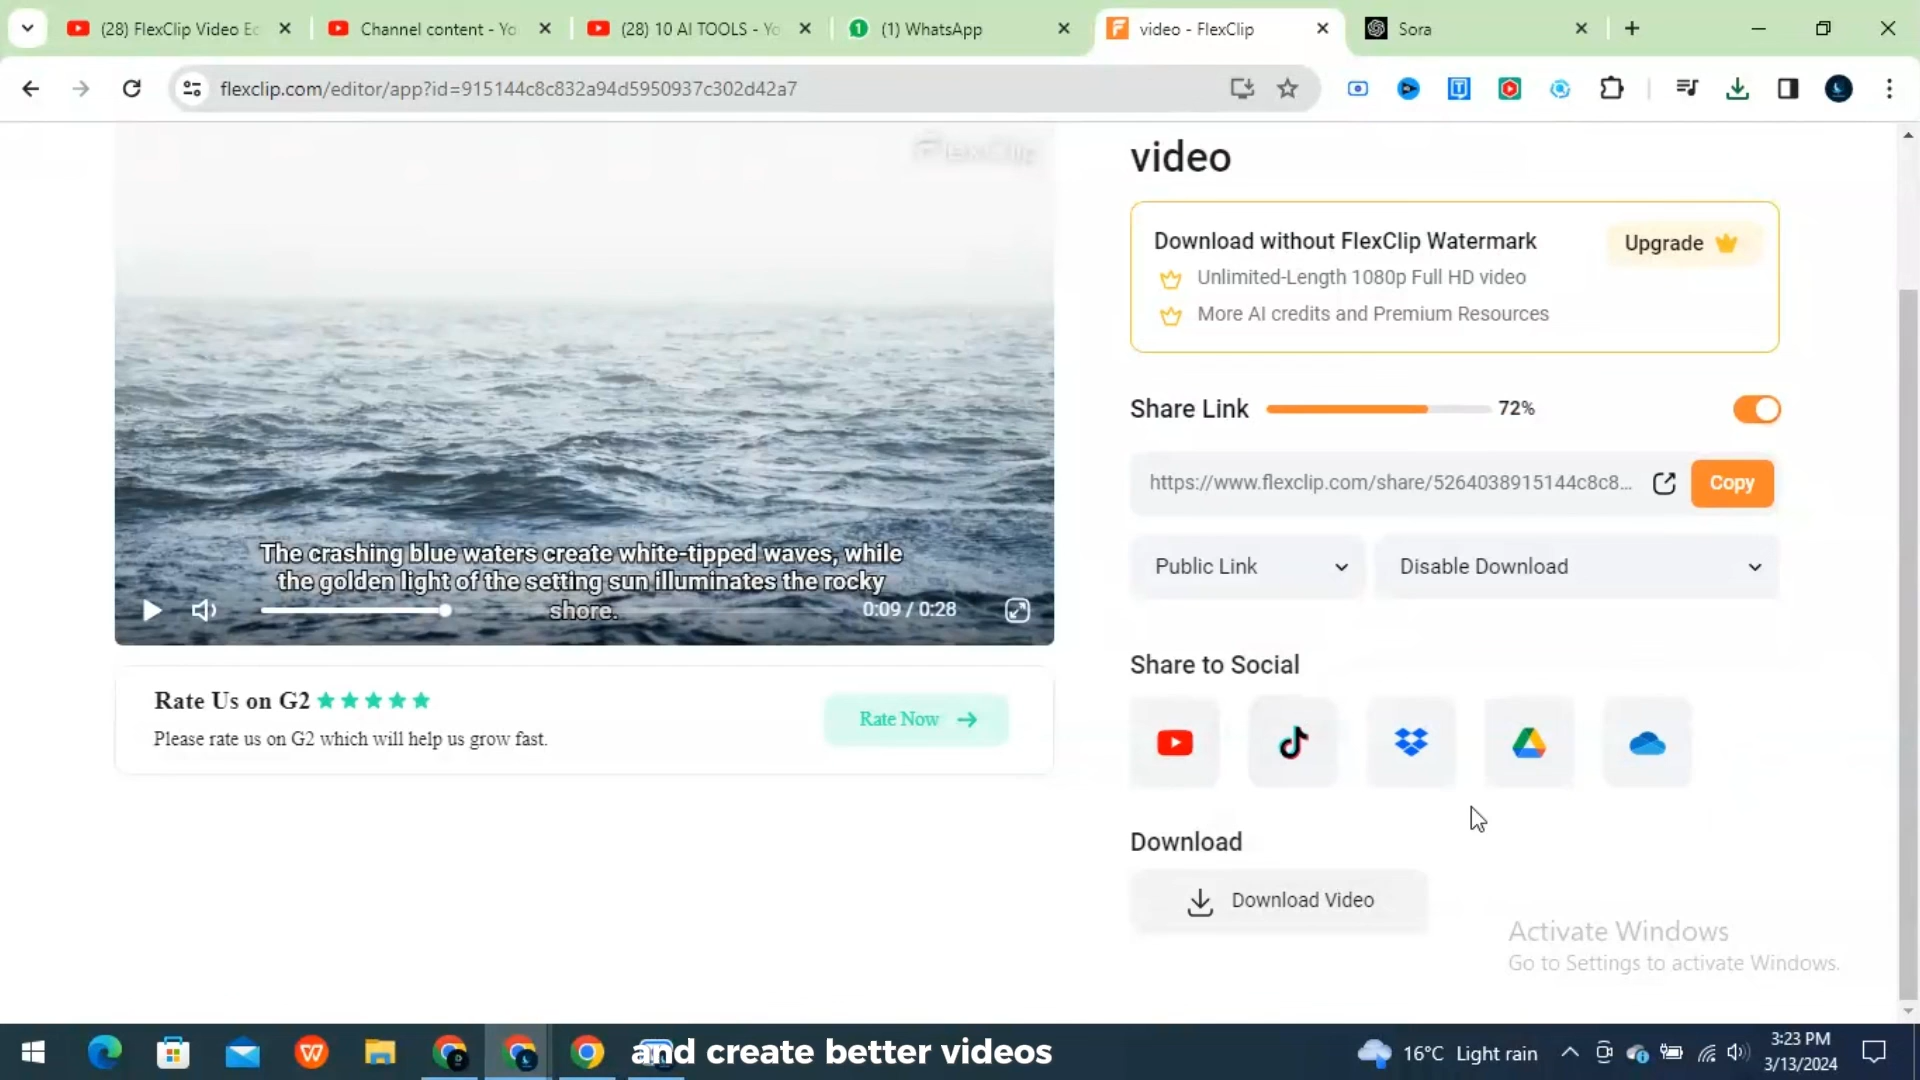 (28) FlexClip Video Ec
Channel content - Yo
(28) 10 AI TOOLS - Yo
1
(1) WhatsApp
video - FlexClip
Sora
flexclip.com/editor/app?id=915144c8c832a94d5950937c302d42a7
FlexClip
The crashing blue waters create white-tipped waves, while
the golden light of the setting sun illuminates the rocky
shore.
0:09 / 0:28
Rate Us on G2
Please rate us on G2 which will help us grow fast.
Rate Now
video
Download without FlexClip Watermark
Upgrade
Unlimited-Length 1080p Full HD video
More AI credits and Premium Resources
Share Link
72%
https://www.flexclip.com/share/5264038915144c8c8...
Copy
Public Link
Disable Download
Share to Social
Download
Download Video
Activate Windows
Go to Settings to activate Windows.
and create better videos
16°C Light rain
3:23 PM
3/13/2024